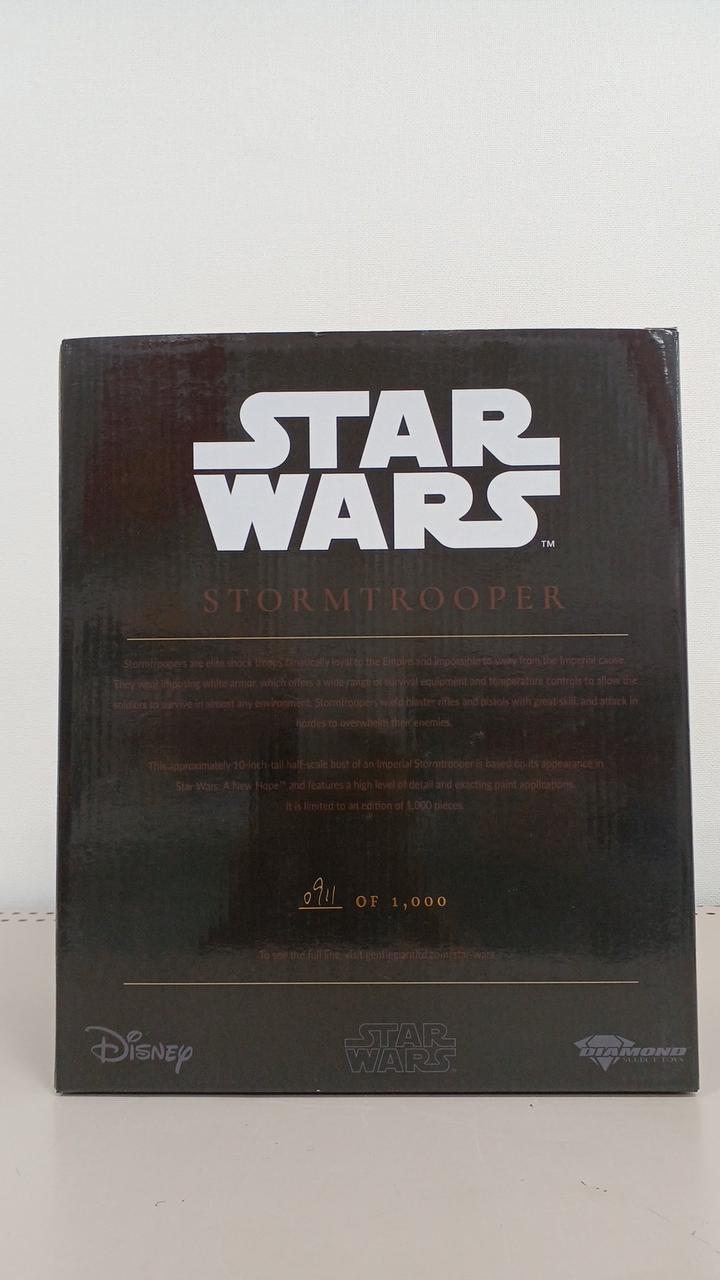 STAR
WARS
TM
STORMTROOPER
Stormtroopers are elite shock troops fanatically loyal to the Empire and impossible to sway from the Imperial cause.
They wear imposing white armor, which offers a wide range of survival equipment and temperature controls to allow the
soldiers to survive in almost any environment. Stormtroopers wield blaster rifles and pistols with great skill, and attack in
hordes to overwhelm their enemies.
This approximately 10-inch-tall half-scale bust of an Imperial Stormtrooper is based on its appearance in
Star Wars: A New Hope™ and features a high level of detail and exacting paint applications.
It is limited to an edition of 1,000 pieces.
0911 OF 1,000
To see the full line, visit gentlegiantltd.com/star-wars
Disney
STAR
WARS
DIAMOND
SELECT TOYS